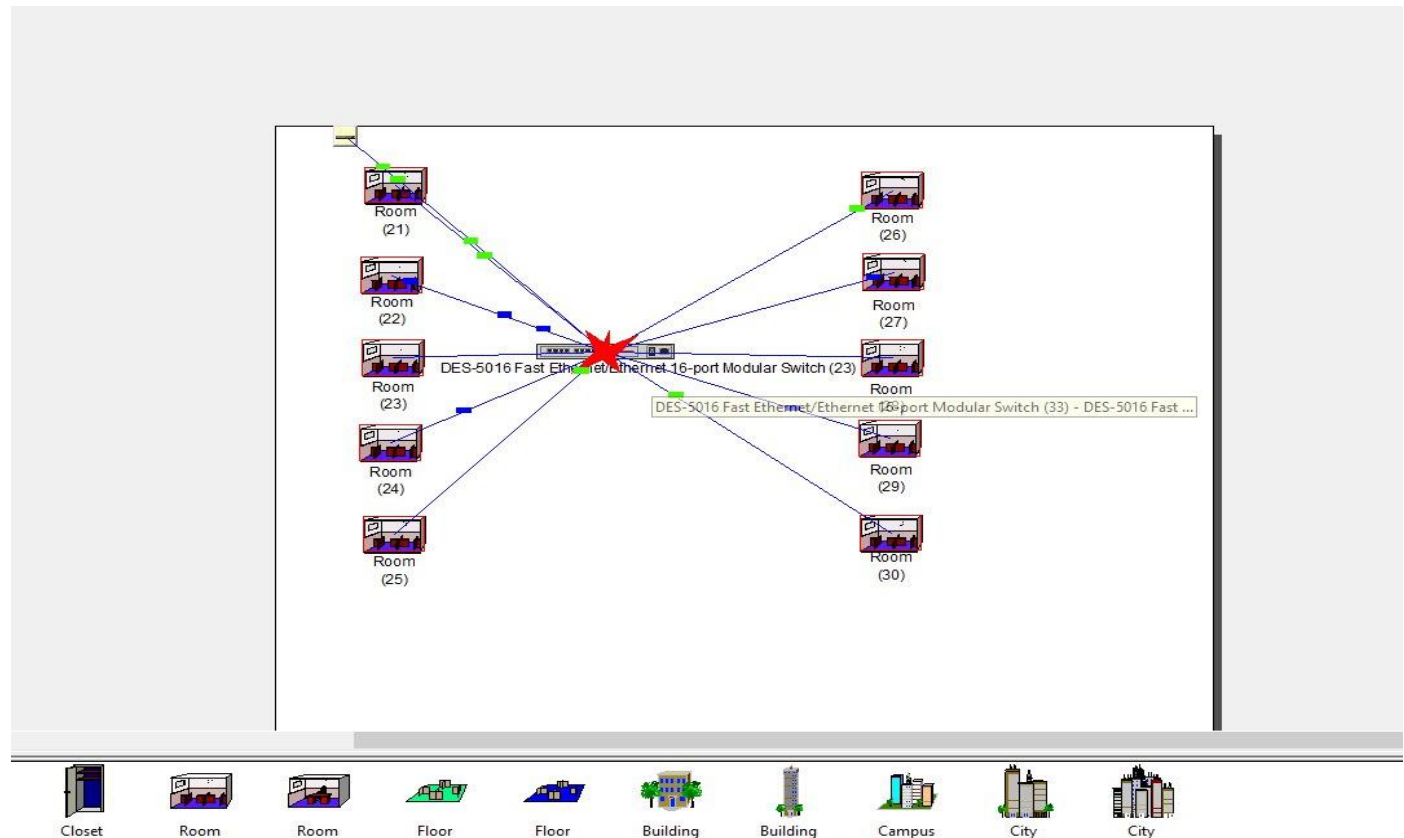 Room
(21)
Room
(26)
Room
(22)
Room
(27)
DES-5016 Fast Ethernet/Ethernet 16-port Modular Switch (23)
Room
(23)
Room
DES-5016 Fast Ethernet/Ethernet 16-port Modular Switch (33) - DES-5016 Fast ...
Room
(24)
Room
(29)
Room
(25)
Room
(30)
Closet
Room
Room
Floor
Floor
Building
Building
Campus
City
City